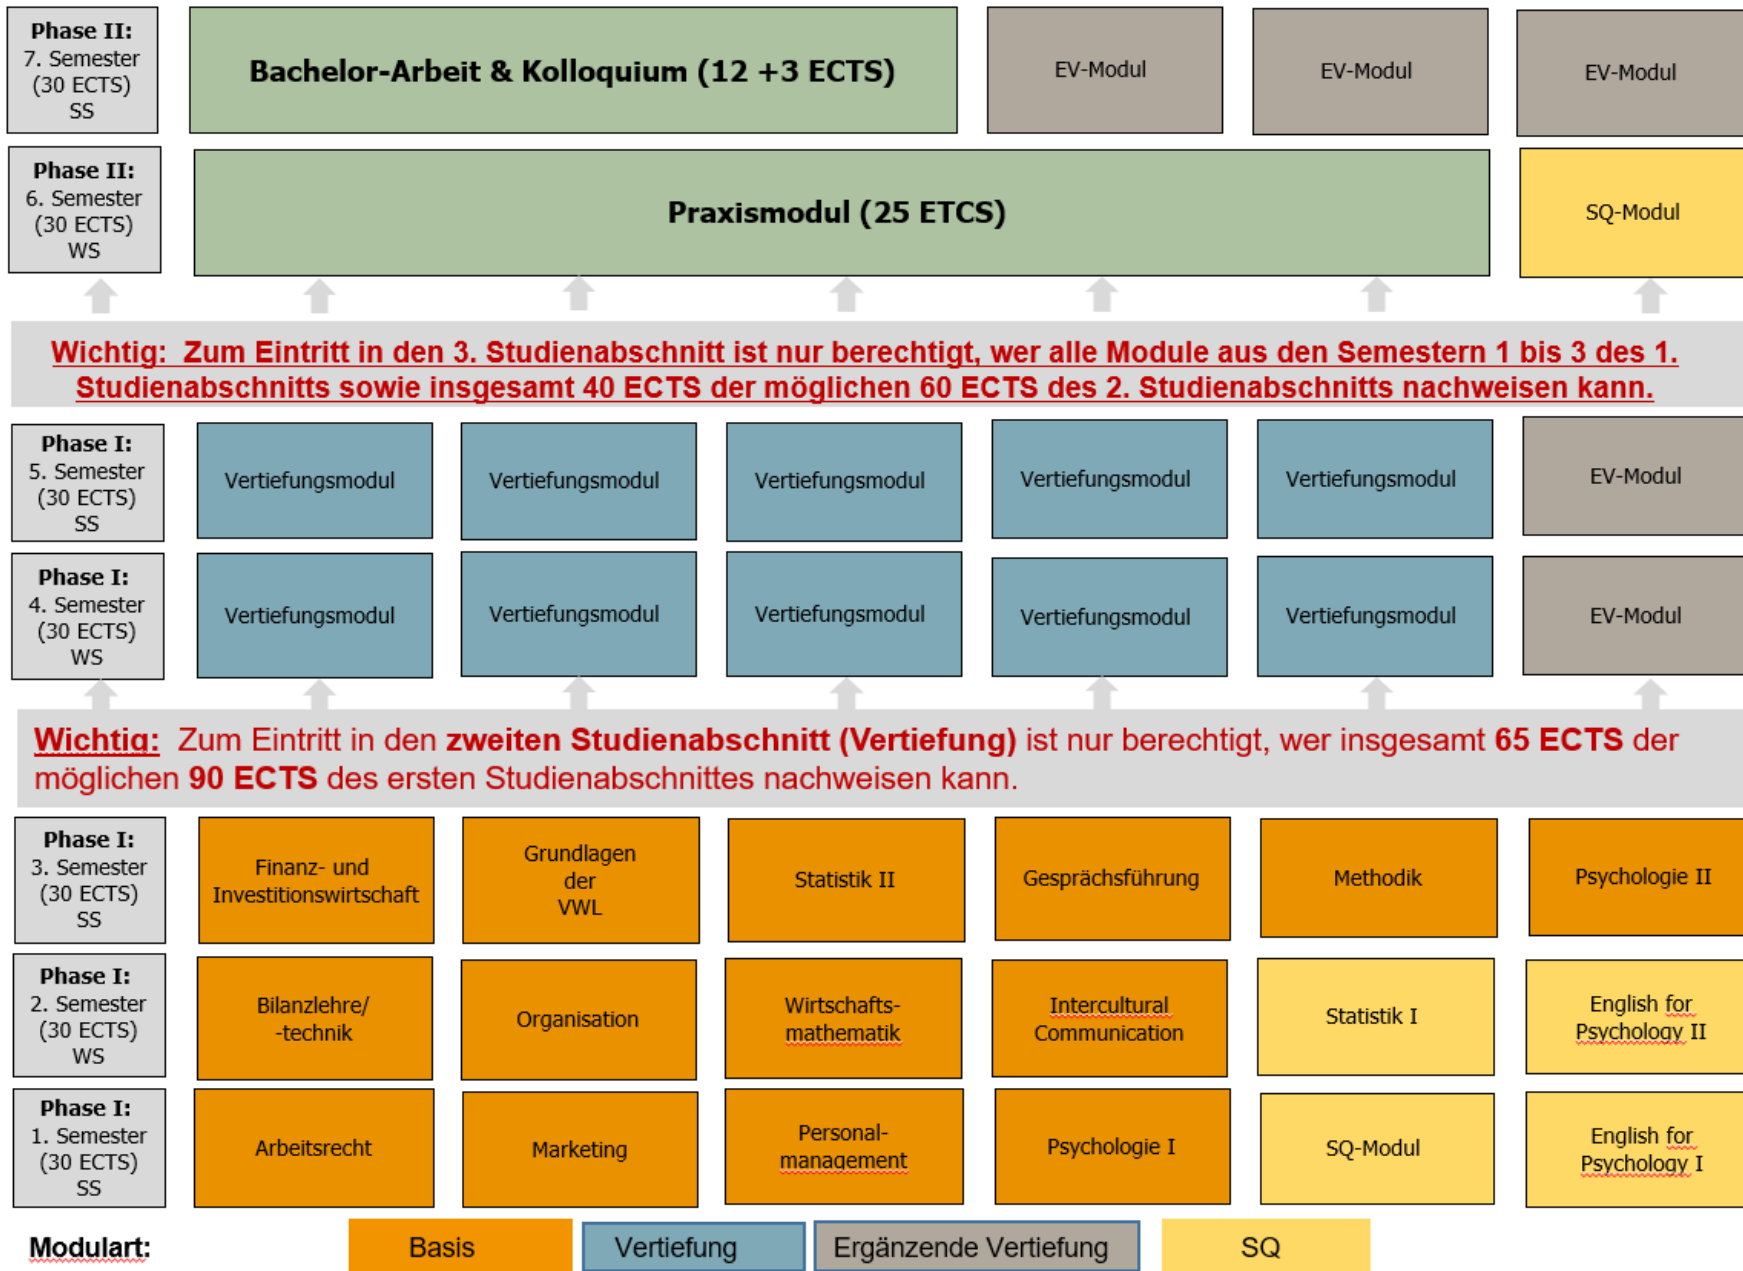 Phase II:
7. Semester
(30 ECTS)
SS
Bachelor-Arbeit & Kolloquium (12 +3 ECTS)
EV-Modul
EV-Modul
EV-Modul
Phase II:
6. Semester
(30 ECTS)
WS
Praxismodul (25 ETCS)
SQ-Modul
Wichtig: Zum Eintritt in den 3. Studienabschnitt ist nur berechtigt, wer alle Module aus den Semestern 1 bis 3 des 1.
Studienabschnitts sowie insgesamt 40 ECTS der möglichen 60 ECTS des 2. Studienabschnitts nachweisen kann.
Phase I:
5. Semester
(30 ECTS)
SS
Vertiefungsmodul
Vertiefungsmodul
Vertiefungsmodul
Vertiefungsmodul
Vertiefungsmodul
EV-Modul
Phase I:
4. Semester
(30 ECTS)
WS
Vertiefungsmodul
Vertiefungsmodul
Vertiefungsmodul
Vertiefungsmodul
Vertiefungsmodul
EV-Modul
Wichtig: Zum Eintritt in den zweiten Studienabschnitt (Vertiefung) ist nur berechtigt, wer insgesamt 65 ECTS der
möglichen 90 ECTS des ersten Studienabschnittes nachweisen kann.
Phase I:
3. Semester
(30 ECTS)
SS
Finanz- und
Investitionswirtschaft
Grundlagen
der
VWL
Statistik II
Gesprächsführung
Methodik
Psychologie II
Phase I:
2. Semester
(30 ECTS)
WS
Bilanzlehre/
-technik
Organisation
Wirtschafts-
mathematik
Intercultural
Communication
Statistik I
English for
Psychology II
Phase I:
1. Semester
(30 ECTS)
SS
Arbeitsrecht
Marketing
Personal-
management
Psychologie I
SQ-Modul
English for
Psychology I
Modulart:
Basis
Vertiefung
Ergänzende Vertiefung
SQ